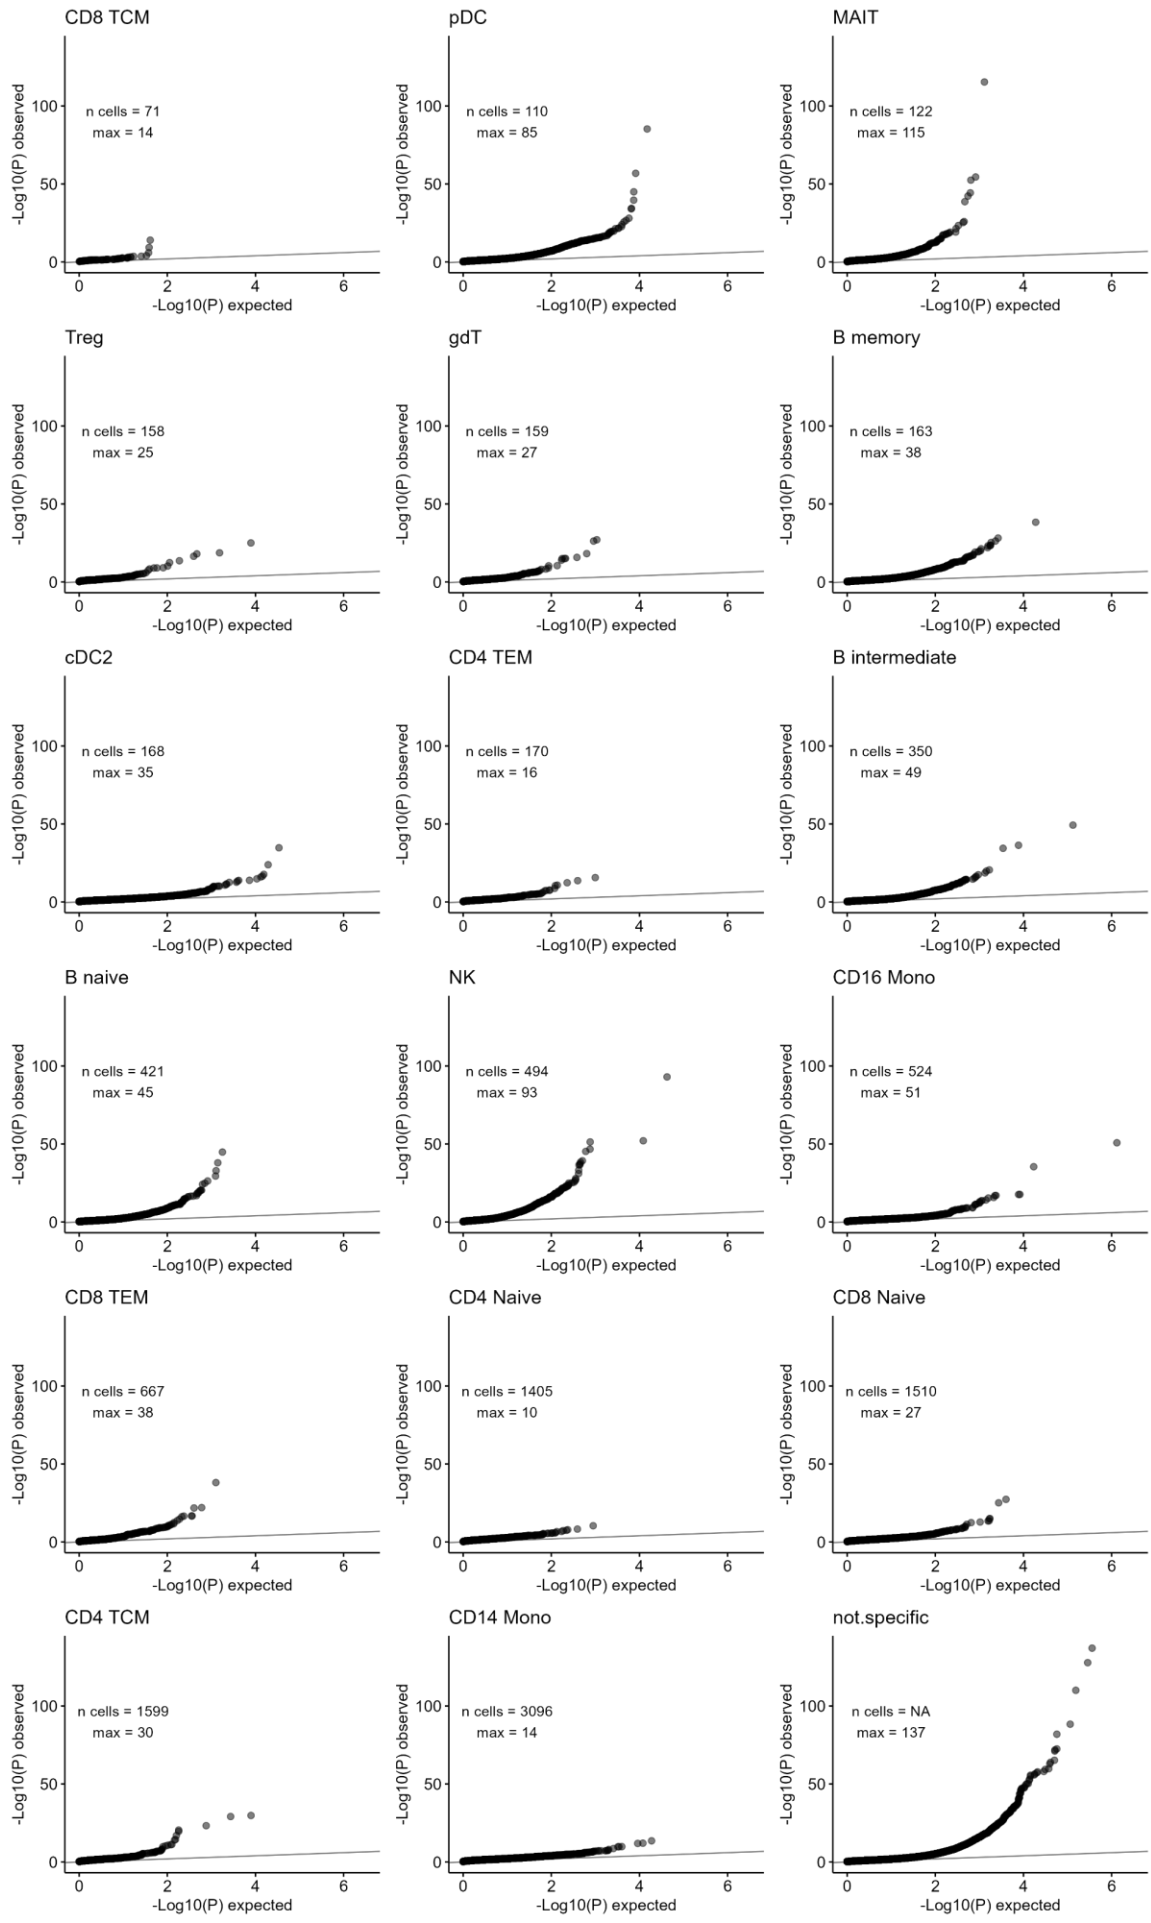 CD8 TCM
-Log10(P) observed
100
50
0
n cells = 71
max = 14
0 2 4 6
-Log10(P) expected
pDC
-Log10(P) observed
100
50
0
n cells = 110
max = 85
0 2 4 6
-Log10(P) expected
MAIT
-Log10(P) observed
100
50
0
n cells = 122
max = 115
0 2 4 6
-Log10(P) expected
Treg
-Log10(P) observed
100
50
0
n cells = 158
max = 25
0 2 4 6
-Log10(P) expected
gdT
-Log10(P) observed
100
50
0
n cells = 159
max = 27
0 2 4 6
-Log10(P) expected
B memory
-Log10(P) observed
100
50
0
n cells = 163
max = 38
0 2 4 6
-Log10(P) expected
cDC2
-Log10(P) observed
100
50
0
n cells = 168
max = 35
0 2 4 6
-Log10(P) expected
CD4 TEM
-Log10(P) observed
100
50
0
n cells = 170
max = 16
0 2 4 6
-Log10(P) expected
B intermediate
-Log10(P) observed
100
50
0
n cells = 350
max = 49
0 2 4 6
-Log10(P) expected
B naive
-Log10(P) observed
100
50
0
n cells = 421
max = 45
0 2 4 6
-Log10(P) expected
NK
-Log10(P) observed
100
50
0
n cells = 494
max = 93
0 2 4 6
-Log10(P) expected
CD16 Mono
-Log10(P) observed
100
50
0
n cells = 524
max = 51
0 2 4 6
-Log10(P) expected
CD8 TEM
-Log10(P) observed
100
50
0
n cells = 667
max = 38
0 2 4 6
-Log10(P) expected
CD4 Naive
-Log10(P) observed
100
50
0
n cells = 1405
max = 10
0 2 4 6
-Log10(P) expected
CD8 Naive
-Log10(P) observed
100
50
0
n cells = 1510
max = 27
0 2 4 6
-Log10(P) expected
CD4 TCM
-Log10(P) observed
100
50
0
n cells = 1599
max = 30
0 2 4 6
-Log10(P) expected
CD14 Mono
-Log10(P) observed
100
50
0
n cells = 3096
max = 14
0 2 4 6
-Log10(P) expected
not.specific
-Log10(P) observed
100
50
0
n cells = NA
max = 137
0 2 4 6
-Log10(P) expected